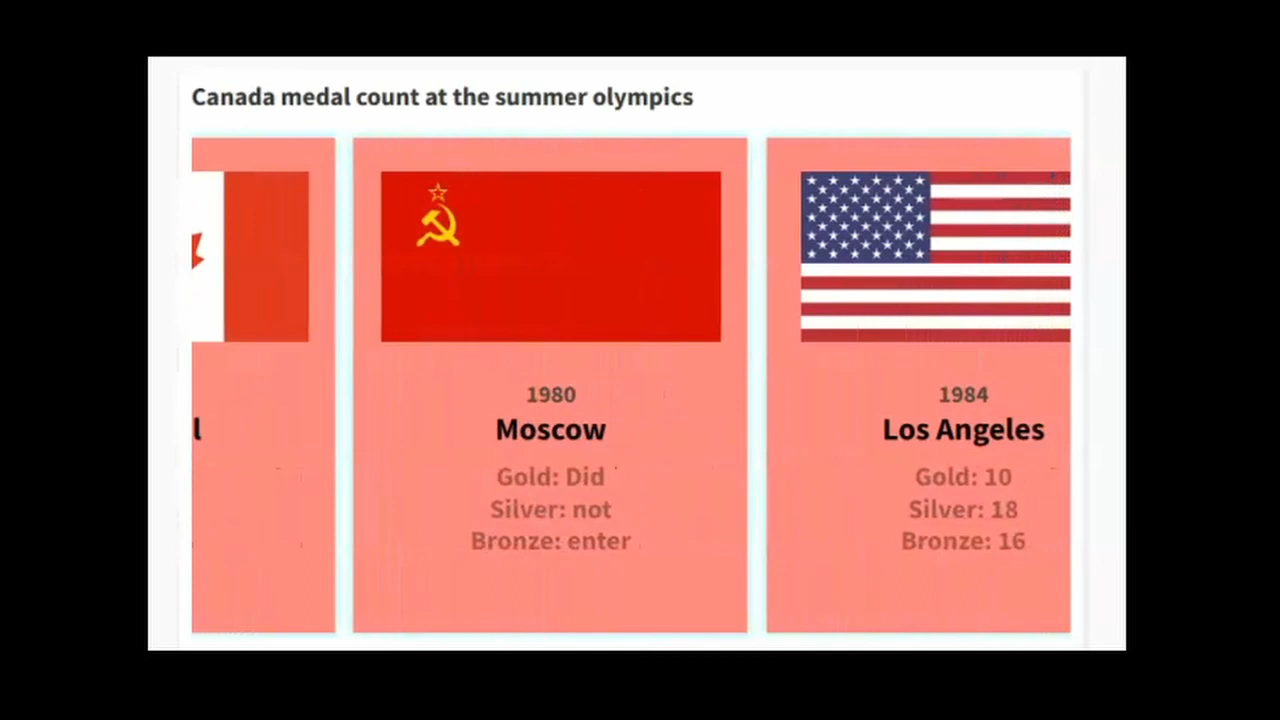 Canada medal count at the summer olympics
l
1980
Moscow
Gold: Did
Silver: not
Bronze: enter
1984
Los Angeles
Gold: 10
Silver: 18
Bronze: 16